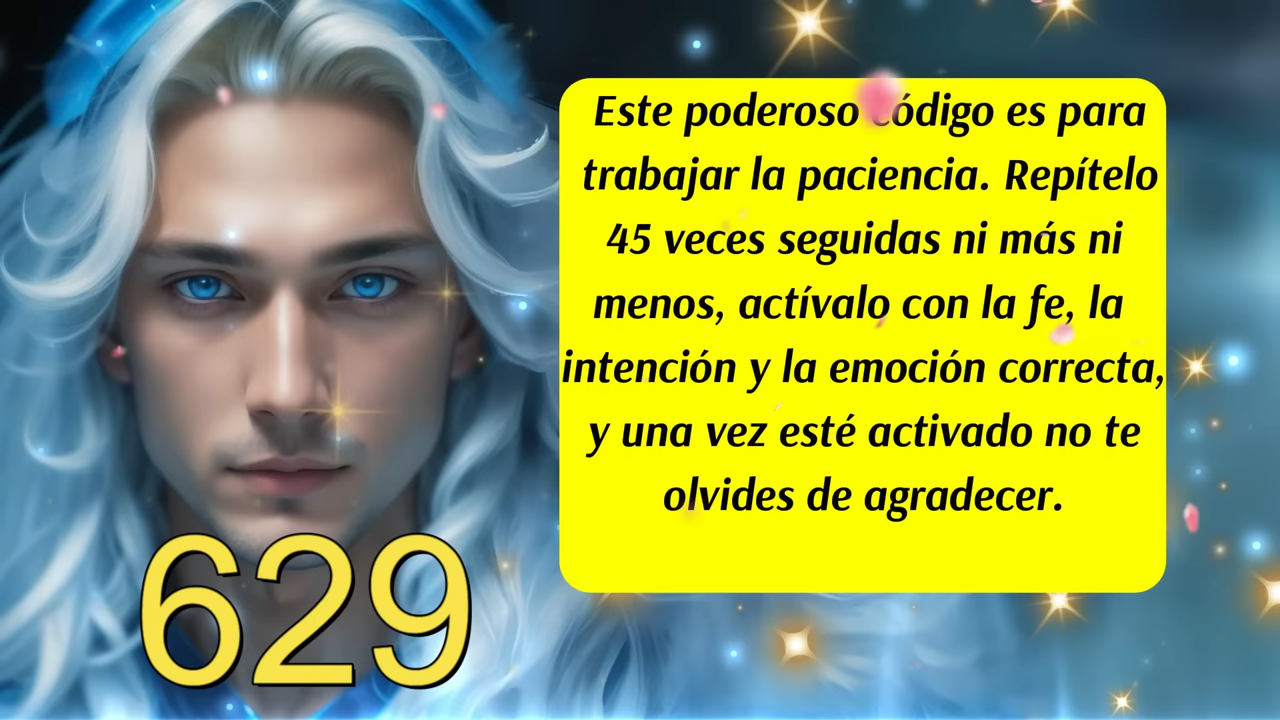 Este poderoso código es para
trabajar la paciencia. Repítelo
45 veces seguidas ni más ni
menos, actívalo con la fe, la
intención y la emoción correcta,
y una vez esté activado no te
olvides de agradecer.
629